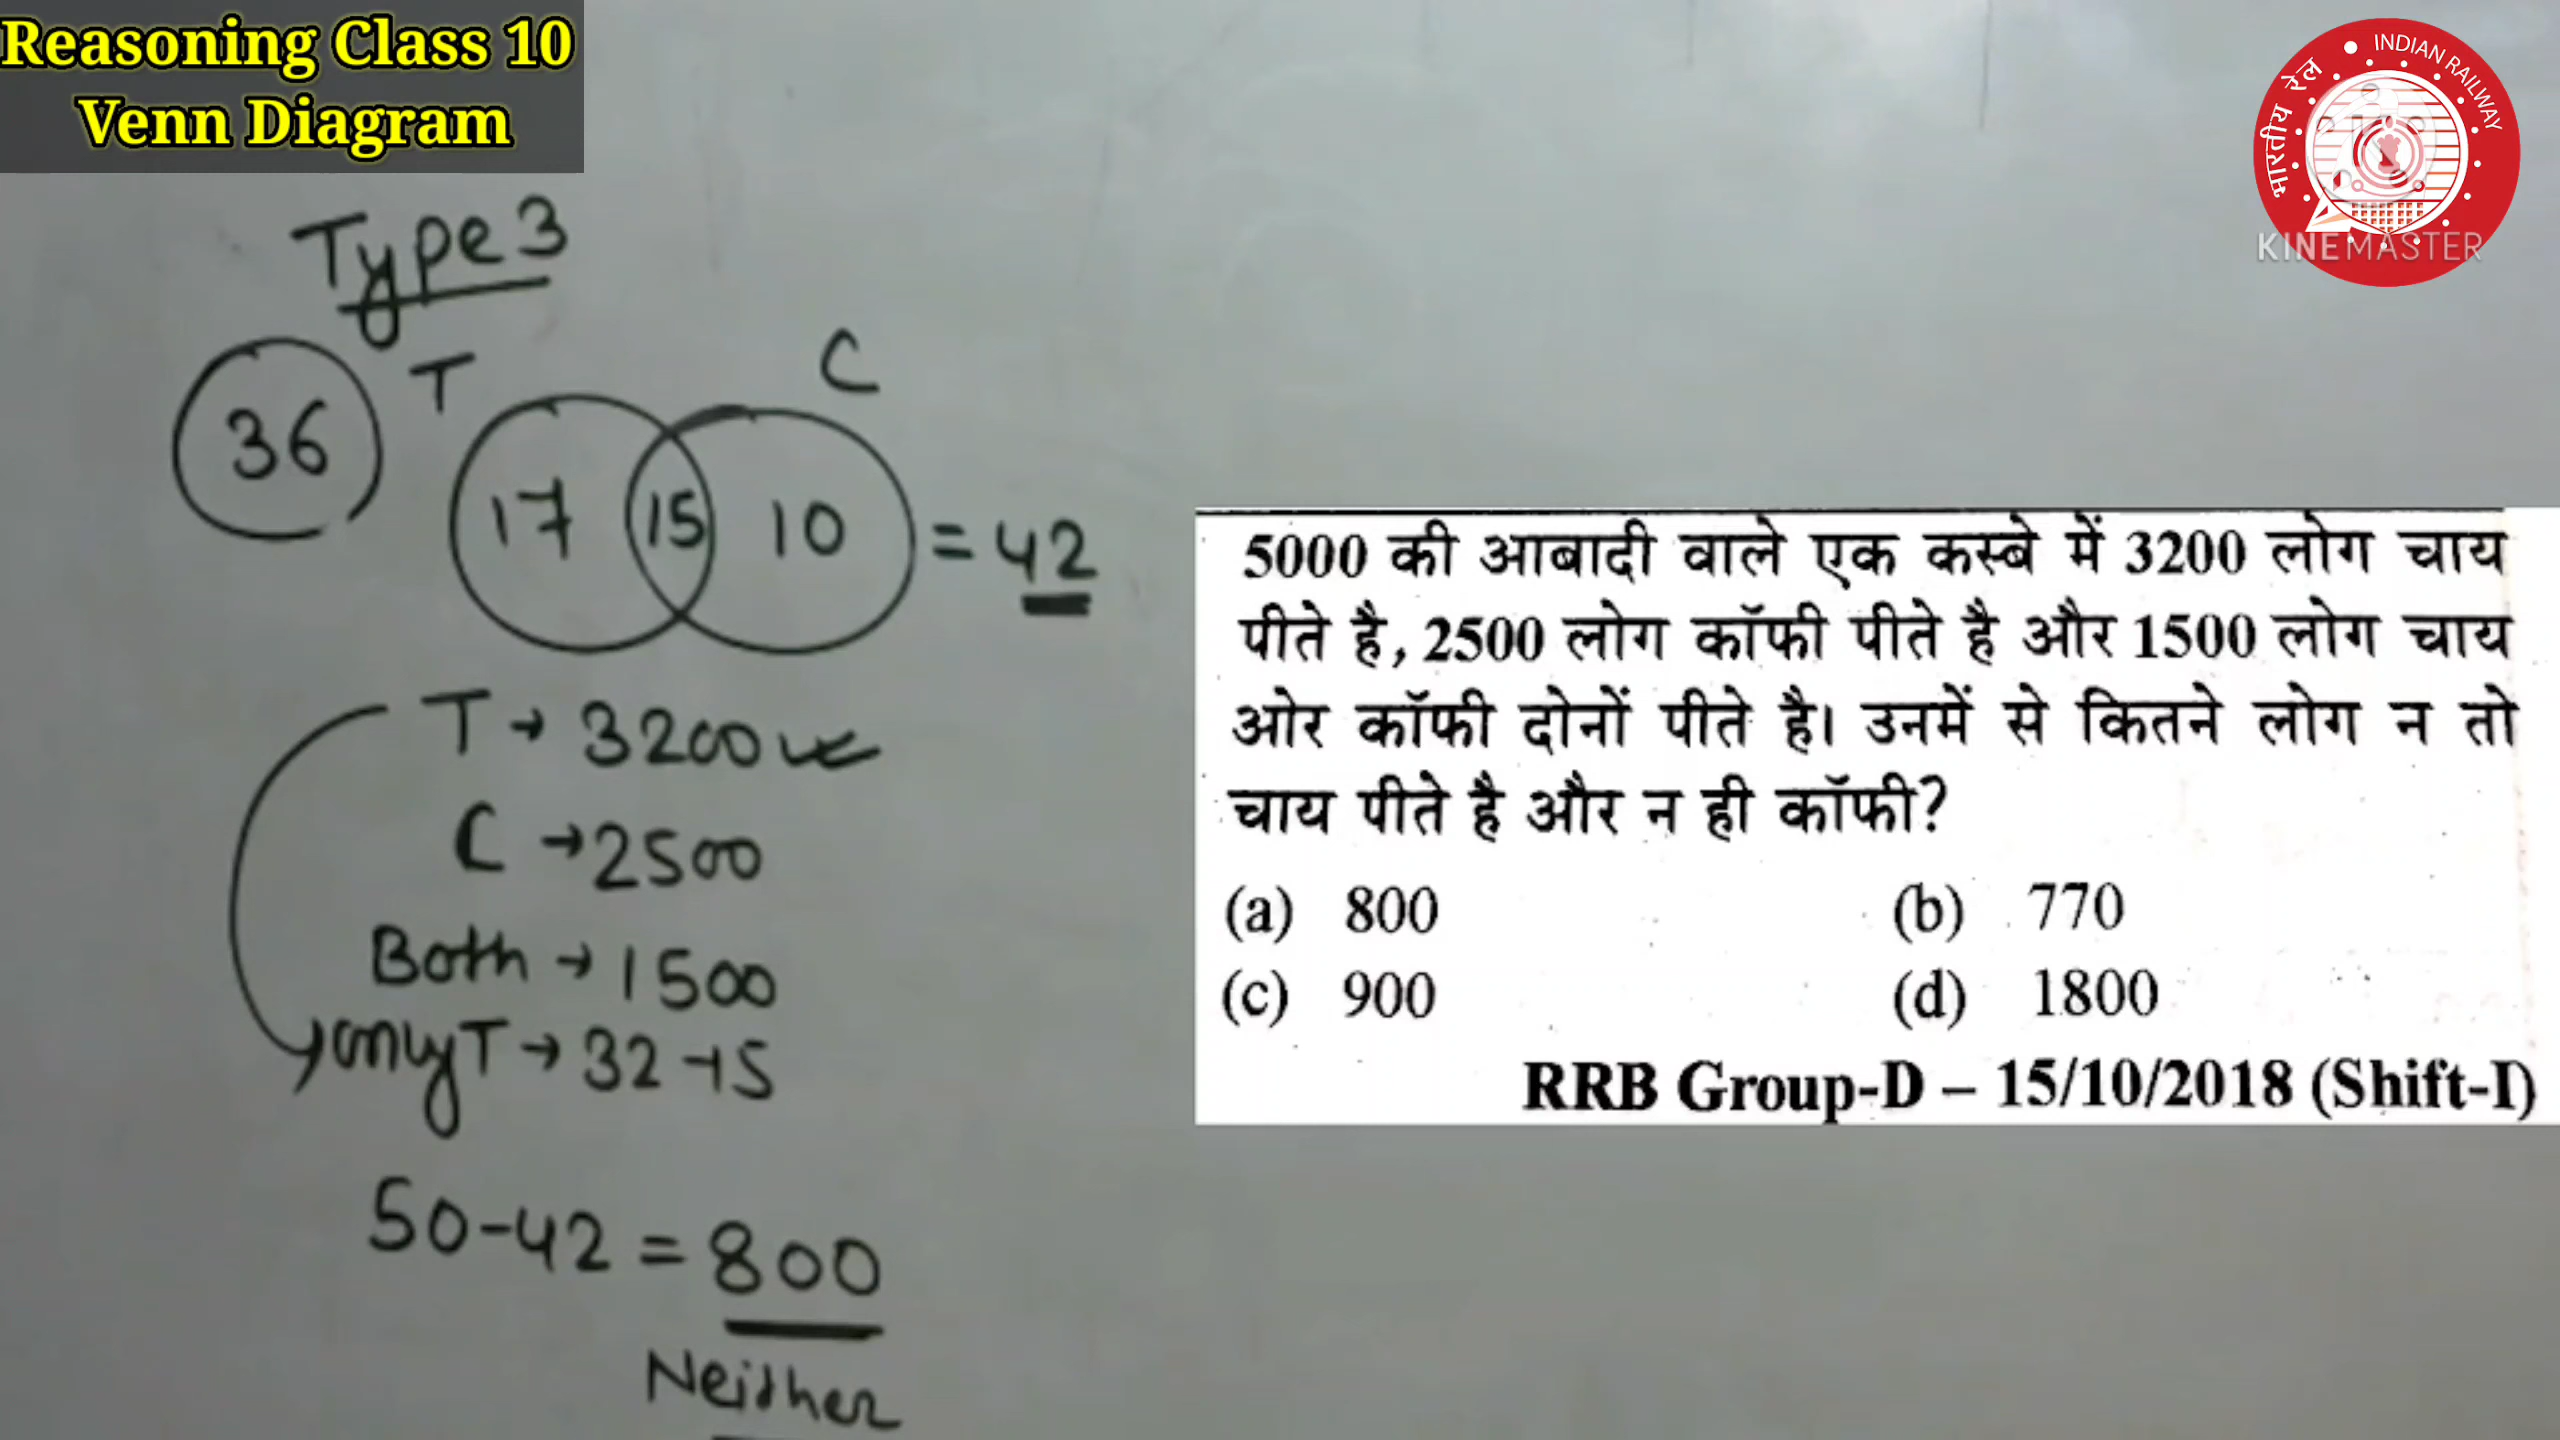 Reasoning Class 10
Venn Diagram
भारतीय रेल
INDIAN RAILWAY
KINEMASTER
Type 3
36
T
C
17
15
10
= 42
T → 3200
C → 2500
Both → 1500
only T → 32-15
50-42 = 800
Neither
5000 की आबादी वाले एक कस्बे में 3200 लोग चाय
पीते है, 2500 लोग कॉफी पीते है और 1500 लोग चाय
ओर कॉफी दोनों पीते है। उनमें से कितने लोग न तो
चाय पीते है और न ही कॉफी?
(a) 800 (b) 770
(c) 900 (d) 1800
RRB Group-D – 15/10/2018 (Shift-I)